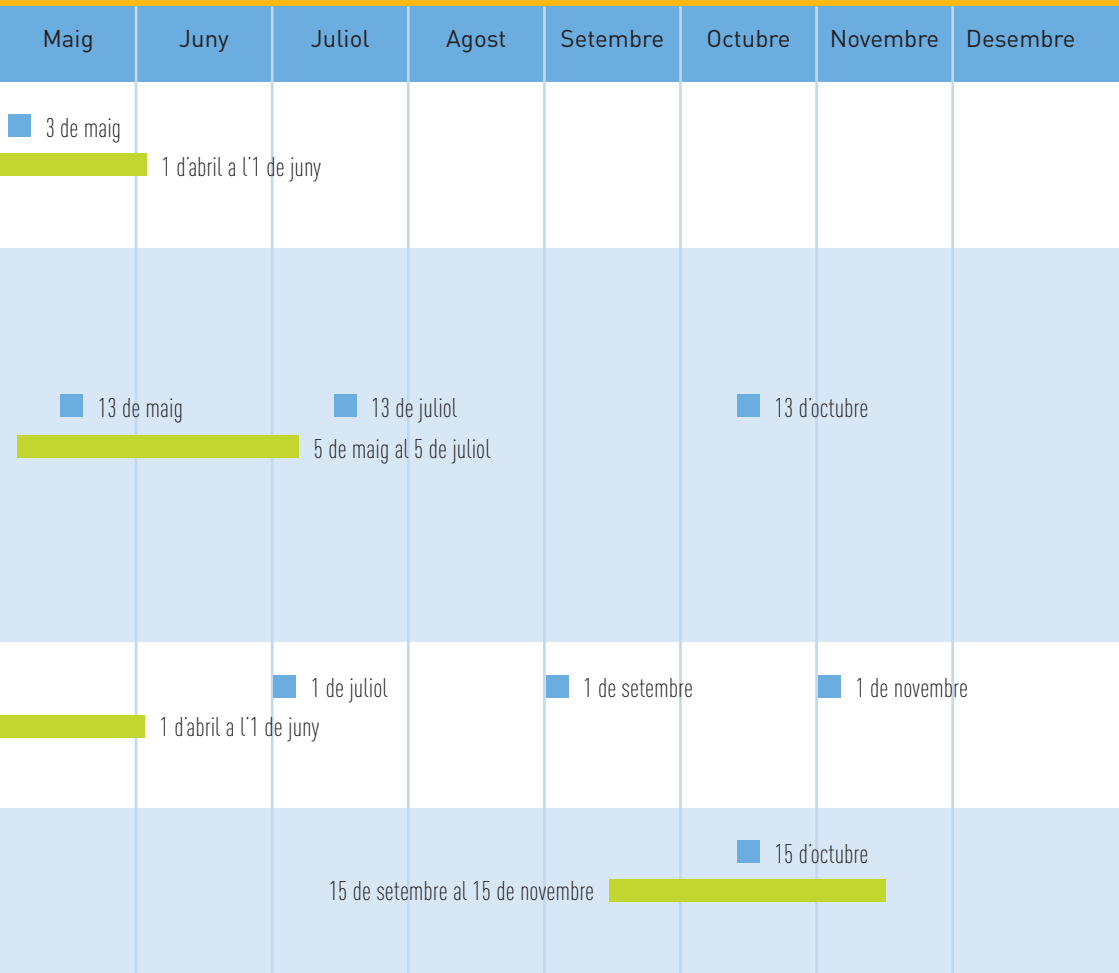 Maig Juny Juliol Agost Setembre Octubre Novembre Desembre
3 de maig
1 d'abril a l'1 de juny
13 de maig 13 de juliol 13 d'octubre
5 de maig al 5 de juliol
1 de juliol 1 de setembre 1 de novembre
1 d'abril a l'1 de juny
15 d'octubre
15 de setembre al 15 de novembre